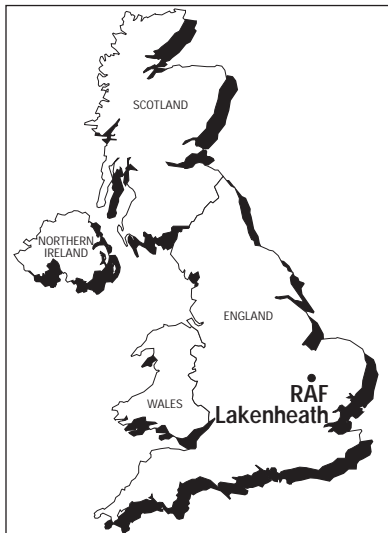 SCOTLAND
NORTHERN
IRELAND
ENGLAND
WALES
RAF
Lakenheath